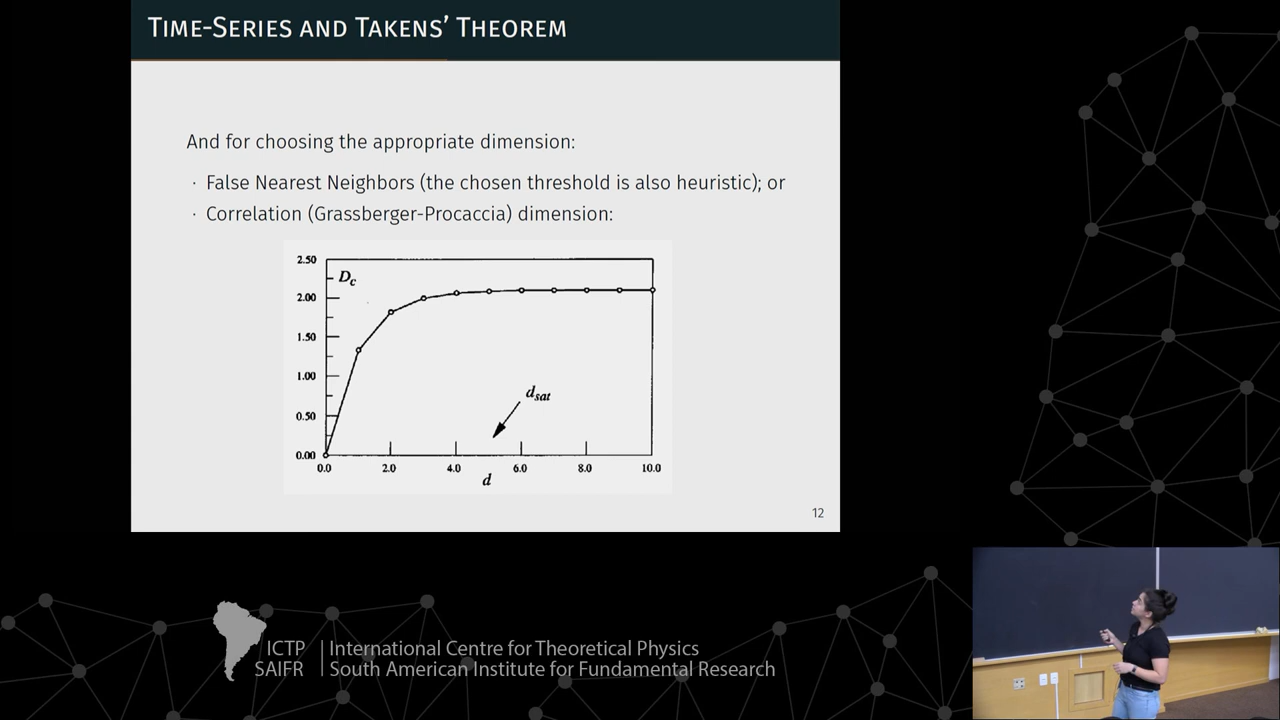 Time-Series and Takens’ Theorem
And for choosing the appropriate dimension:
· False Nearest Neighbors (the chosen threshold is also heuristic); or
· Correlation (Grassberger-Procaccia) dimension:
2.50
Dc
2.00
1.50
1.00
0.50
0.00
dsat
0.0 2.0 4.0 6.0 8.0 10.0
d
12
ICTP | International Centre for Theoretical Physics
SAIFR | South American Institute for Fundamental Research